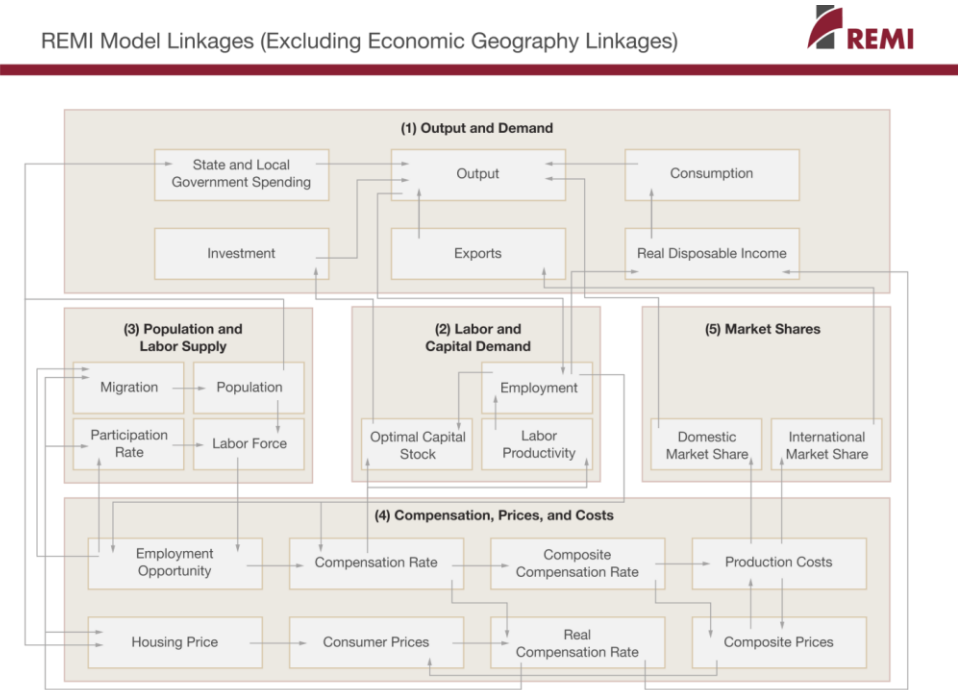 REMI Model Linkages (Excluding Economic Geography Linkages)
REMI
(1) Output and Demand
State and Local
Government Spending
Output
Consumption
Investment
Exports
Real Disposable Income
(3) Population and
Labor Supply
Migration
Population
Participation
Rate
Labor Force
(2) Labor and
Capital Demand
Employment
Optimal Capital
Stock
Labor
Productivity
(5) Market Shares
Domestic
Market Share
International
Market Share
(4) Compensation, Prices, and Costs
Employment
Opportunity
Compensation Rate
Composite
Compensation Rate
Production Costs
Housing Price
Consumer Prices
Real
Compensation Rate
Composite Prices